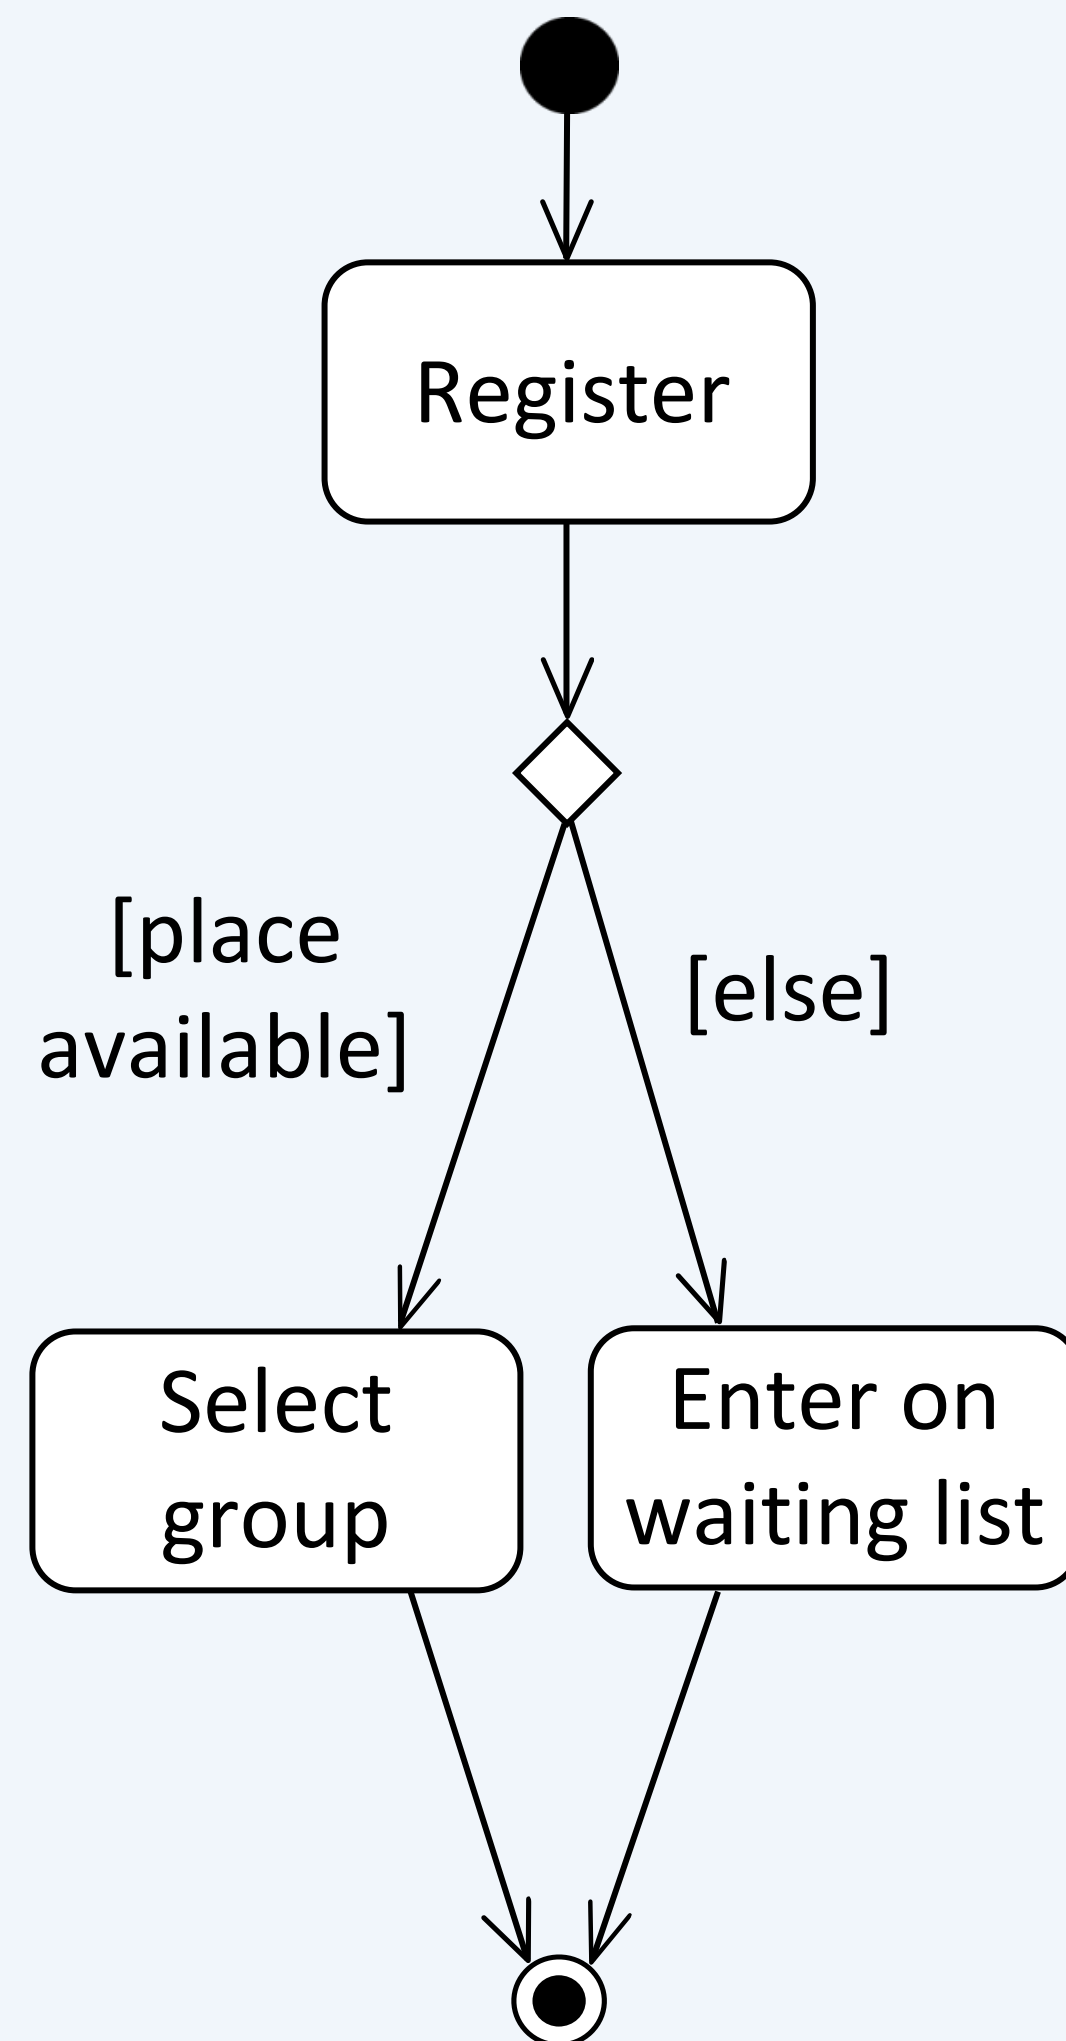 Register
[place
available]
[else]
Select
group
Enter on
waiting list